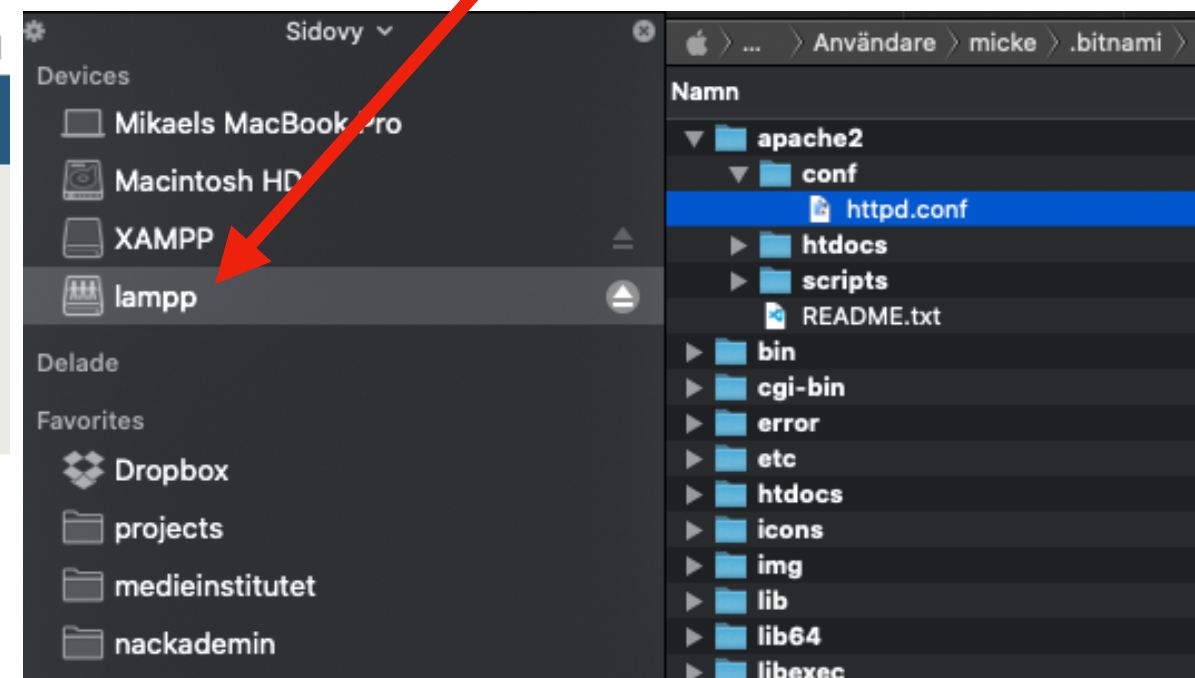 Sidovy
Devices
Mikaels MacBook Pro
Macintosh HD
XAMPP
lampp
Delade
Favorites
Dropbox
projects
medieinstitutet
nackademin
... Användare micke .bitnami
Namn
apache2
conf
httpd.conf
htdocs
scripts
README.txt
bin
cgi-bin
error
etc
htdocs
icons
img
lib
lib64
libexec